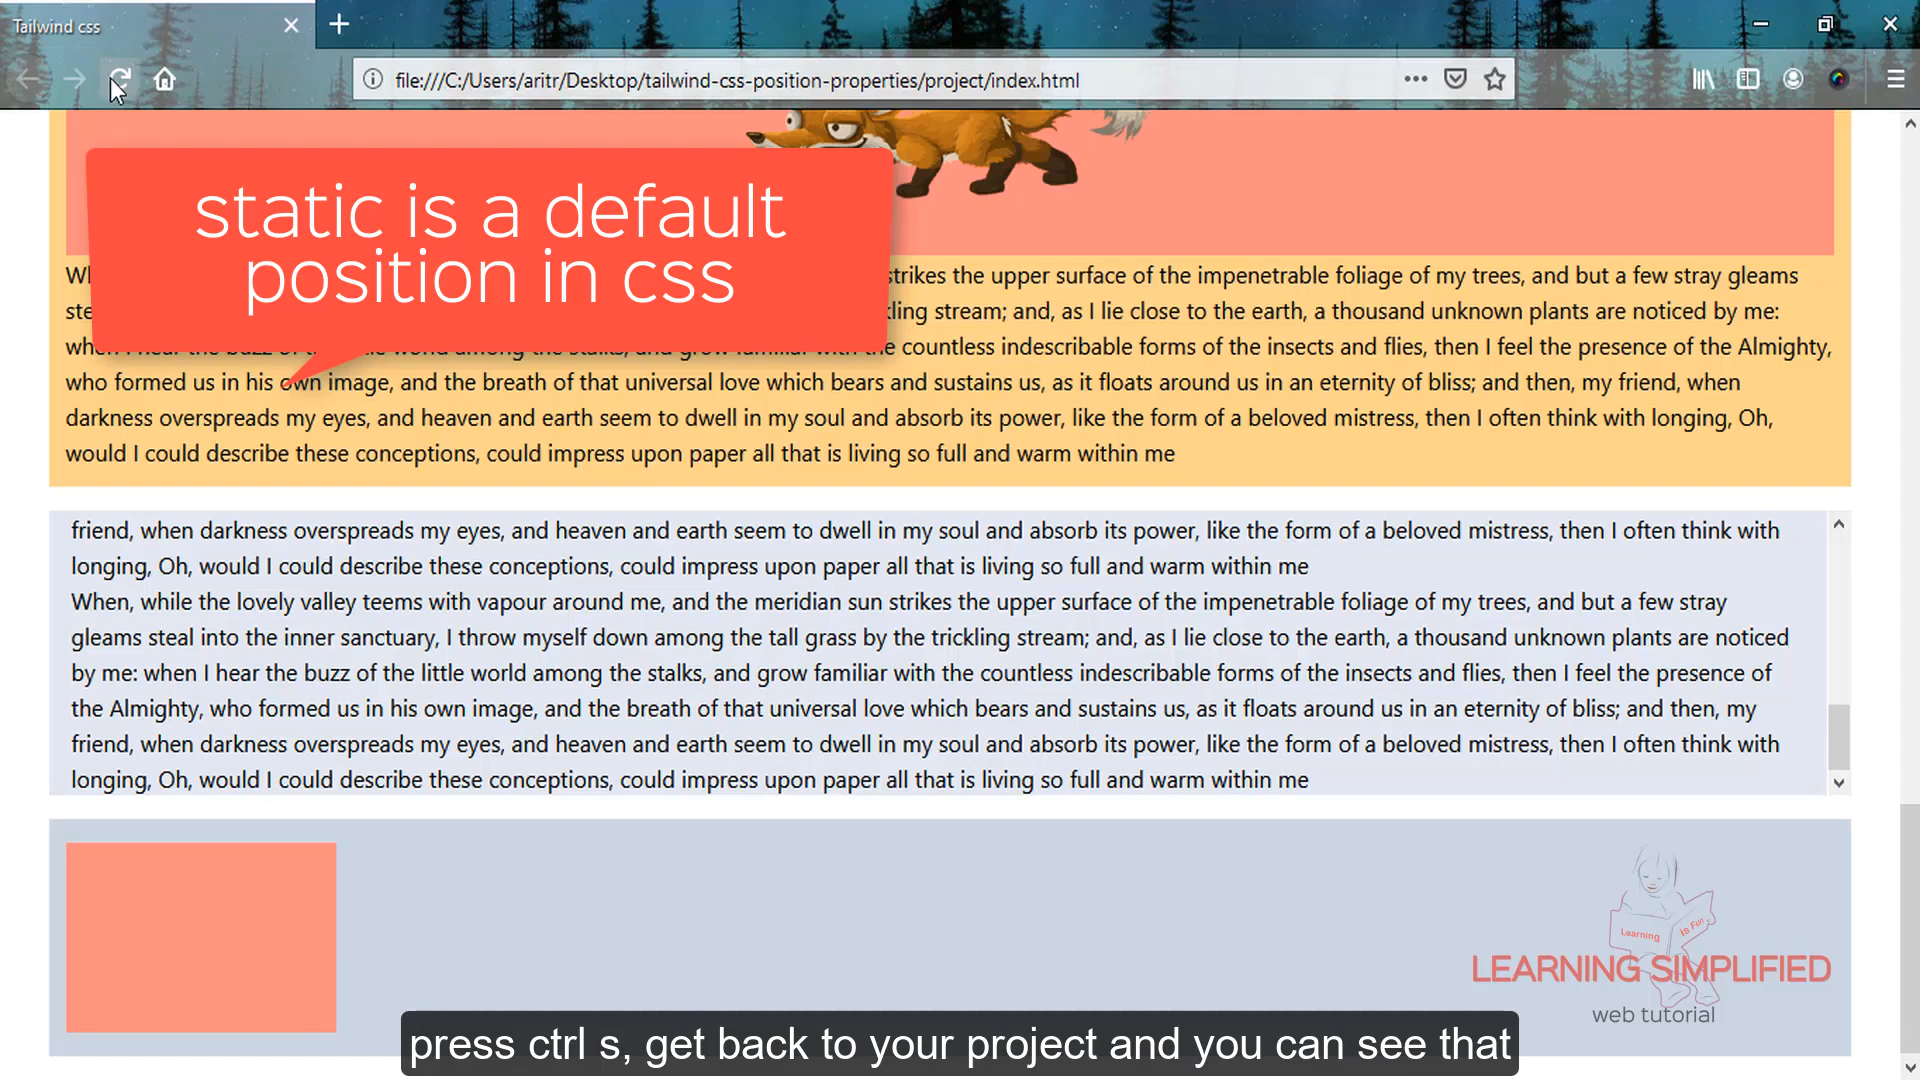 Tailwind css
file:///C:/Users/aritr/Desktop/tailwind-css-position-properties/project/index.html
static is a default
position in css
strikes the upper surface of the impenetrable foliage of my trees, and but a few stray gleams
kling stream; and, as I lie close to the earth, a thousand unknown plants are noticed by me:
countless indescribable forms of the insects and flies, then I feel the presence of the Almighty,
who formed us in his own image, and the breath of that universal love which bears and sustains us, as it floats around us in an eternity of bliss; and then, my friend, when
darkness overspreads my eyes, and heaven and earth seem to dwell in my soul and absorb its power, like the form of a beloved mistress, then I often think with longing, Oh,
would I could describe these conceptions, could impress upon paper all that is living so full and warm within me
friend, when darkness overspreads my eyes, and heaven and earth seem to dwell in my soul and absorb its power, like the form of a beloved mistress, then I often think with
longing, Oh, would I could describe these conceptions, could impress upon paper all that is living so full and warm within me
When, while the lovely valley teems with vapour around me, and the meridian sun strikes the upper surface of the impenetrable foliage of my trees, and but a few stray
gleams steal into the inner sanctuary, I throw myself down among the tall grass by the trickling stream; and, as I lie close to the earth, a thousand unknown plants are noticed
by me: when I hear the buzz of the little world among the stalks, and grow familiar with the countless indescribable forms of the insects and flies, then I feel the presence of
the Almighty, who formed us in his own image, and the breath of that universal love which bears and sustains us, as it floats around us in an eternity of bliss; and then, my
friend, when darkness overspreads my eyes, and heaven and earth seem to dwell in my soul and absorb its power, like the form of a beloved mistress, then I often think with
longing, Oh, would I could describe these conceptions, could impress upon paper all that is living so full and warm within me
Learning Is Fun
LEARNING SIMPLIFIED
web tutorial
press ctrl s, get back to your project and you can see that